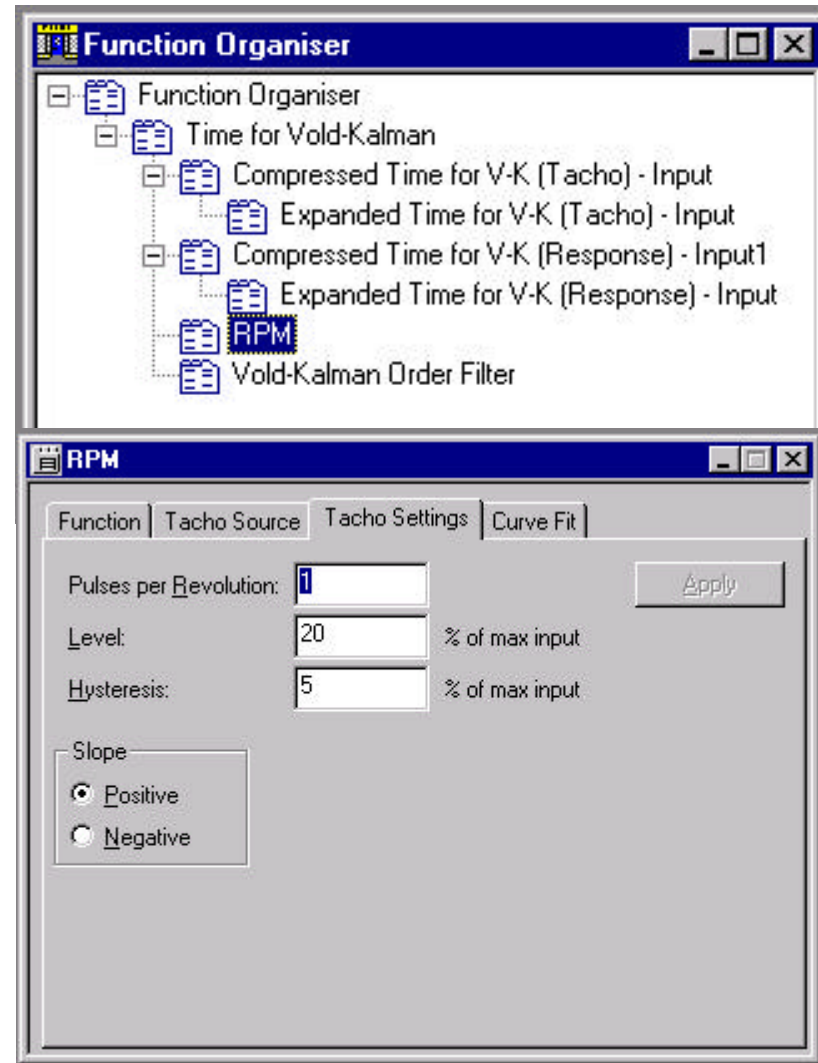 Function Organiser
Function Organiser
Time for Vold-Kalman
Compressed Time for V-K (Tacho) - Input
Expanded Time for V-K (Tacho) - Input
Compressed Time for V-K (Response) - Input1
Expanded Time for V-K (Response) - Input
RPM
Vold-Kalman Order Filter
RPM
Function Tacho Source Tacho Settings Curve Fit
Pulses per Revolution: 1 Apply
Level: 20 % of max input
Hysteresis: 5 % of max input
Slope
Positive
Negative